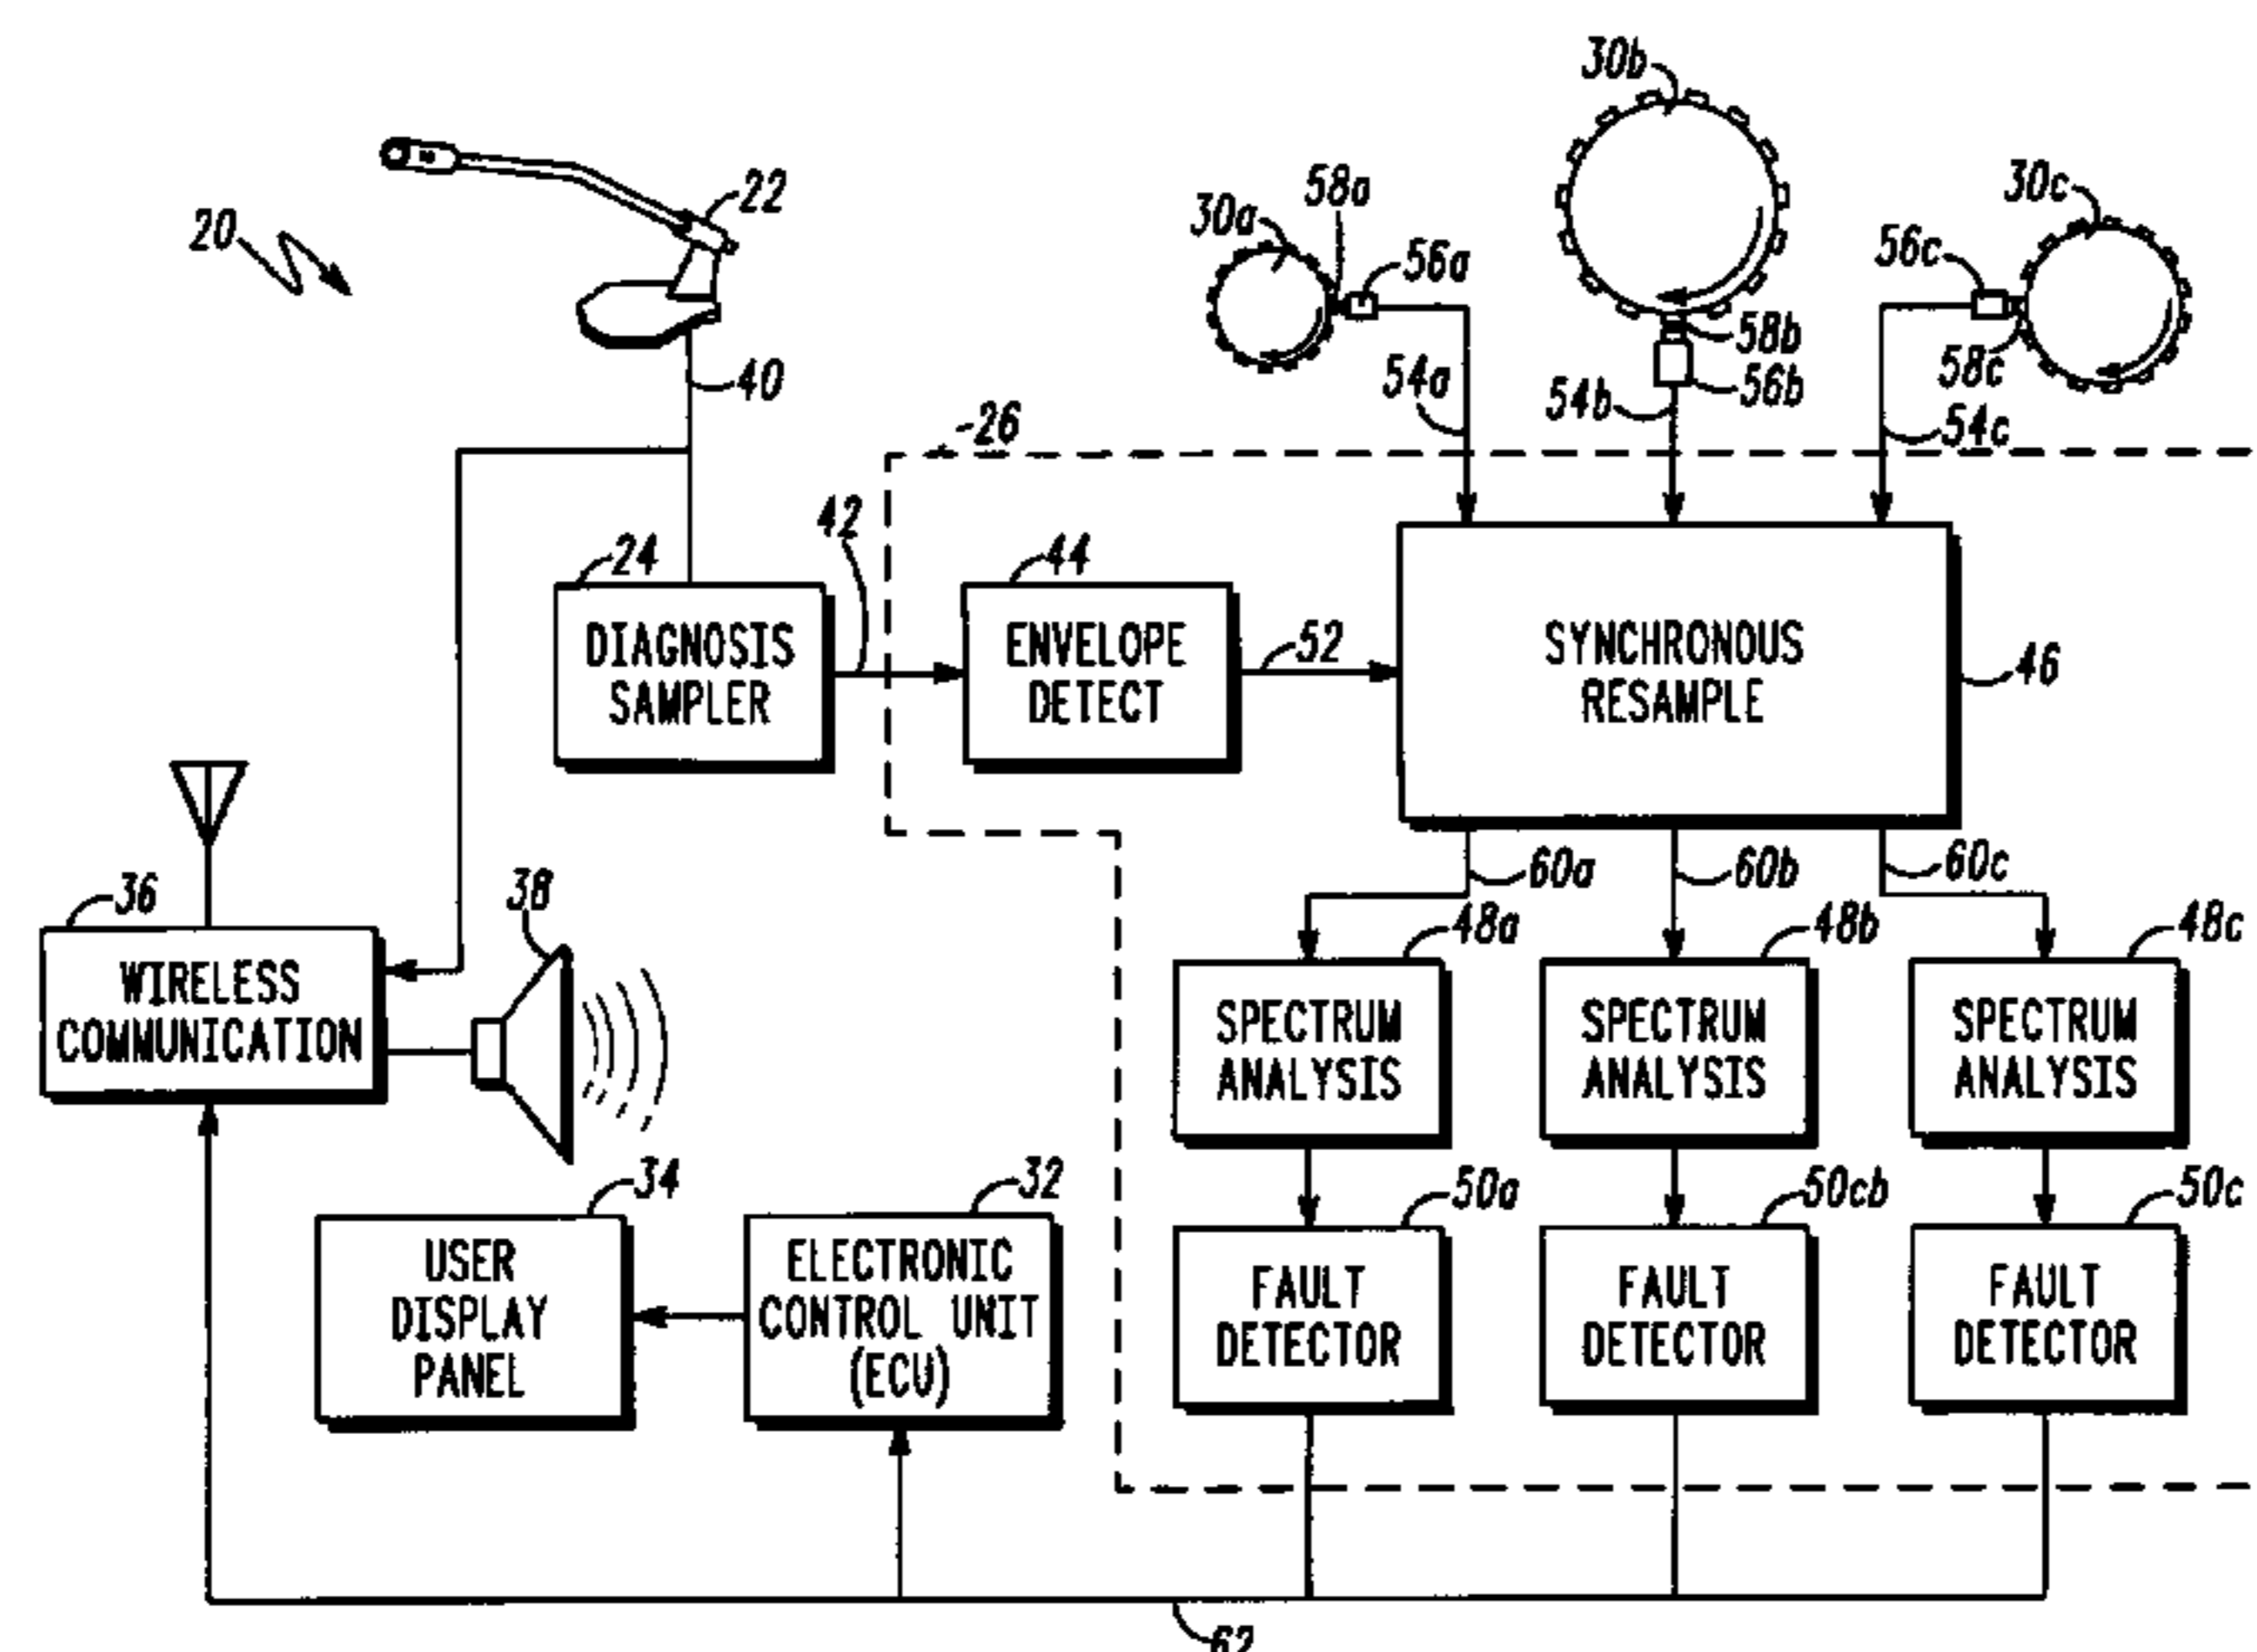 30b
22
58a
30a
30c
20
56a
56c
58b
58c
40
54a
56b
54b
54c
26
42
24
44
DIAGNOSIS
SAMPLER
ENVELOPE
DETECT
52
SYNCHRONOUS
RESAMPLE
46
60a
60b
60c
36
38
48a
48b
48c
WIRELESS
COMMUNICATION
SPECTRUM
ANALYSIS
SPECTRUM
ANALYSIS
SPECTRUM
ANALYSIS
34
32
50a
50cb
50c
USER
DISPLAY
PANEL
ELECTRONIC
CONTROL UNIT
(ECU)
FAULT
DETECTOR
FAULT
DETECTOR
FAULT
DETECTOR
62